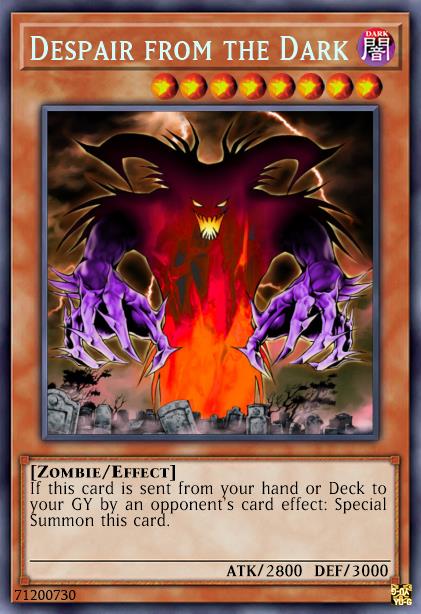 DESPAIR FROM THE DARK
DARK
闇
[ZOMBIE/EFFECT]
If this card is sent from your hand or Deck to
your GY by an opponent's card effect: Special
Summon this card.
ATK/2800 DEF/3000
71200730